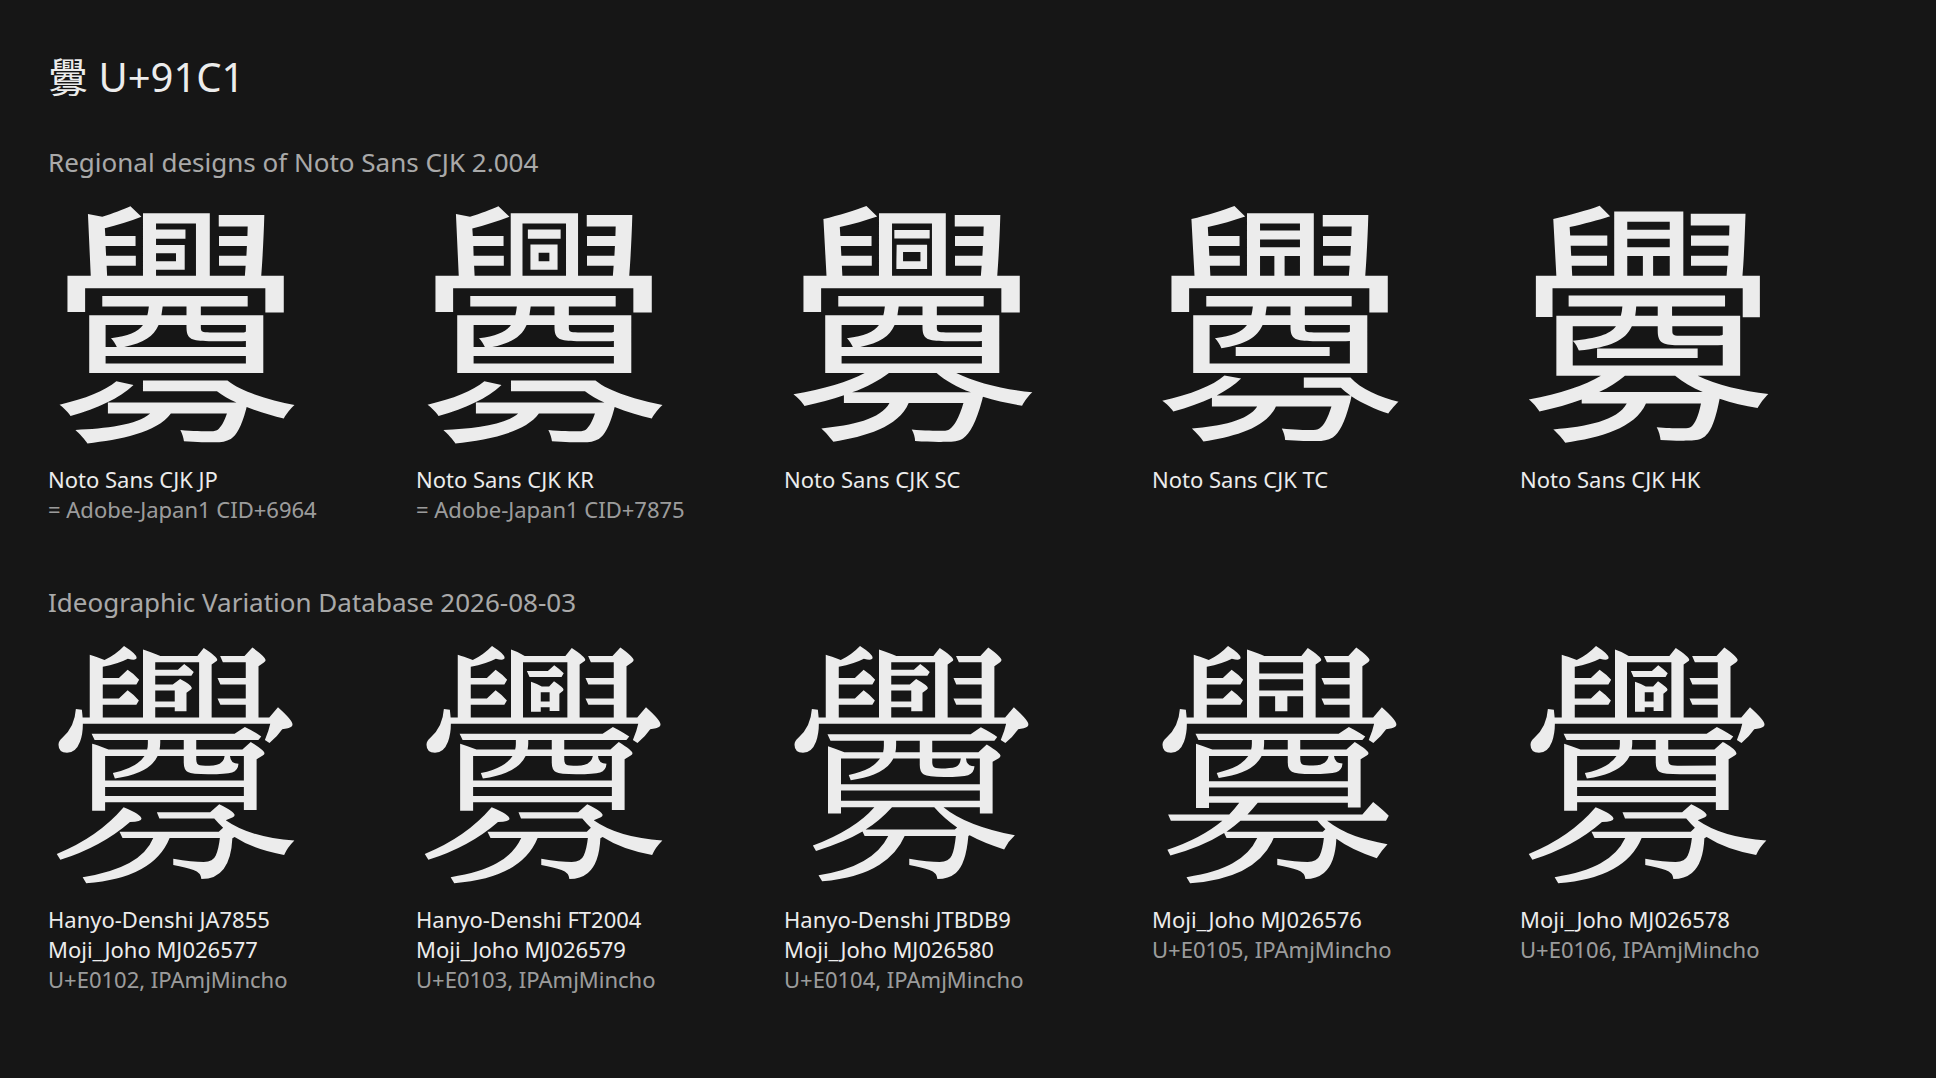 釁 U+91C1
Regional designs of Noto Sans CJK 2.004
釁 釁 釁 釁 釁
Noto Sans CJK JP
= Adobe-Japan1 CID+6964
Noto Sans CJK KR
= Adobe-Japan1 CID+7875
Noto Sans CJK SC
Noto Sans CJK TC
Noto Sans CJK HK
Ideographic Variation Database 2026-08-03
釁 釁 釁 釁 釁
Hanyo-Denshi JA7855
Moji_Joho MJ026577
U+E0102, IPAmjMincho
Hanyo-Denshi FT2004
Moji_Joho MJ026579
U+E0103, IPAmjMincho
Hanyo-Denshi JTBDB9
Moji_Joho MJ026580
U+E0104, IPAmjMincho
Moji_Joho MJ026576
U+E0105, IPAmjMincho
Moji_Joho MJ026578
U+E0106, IPAmjMincho